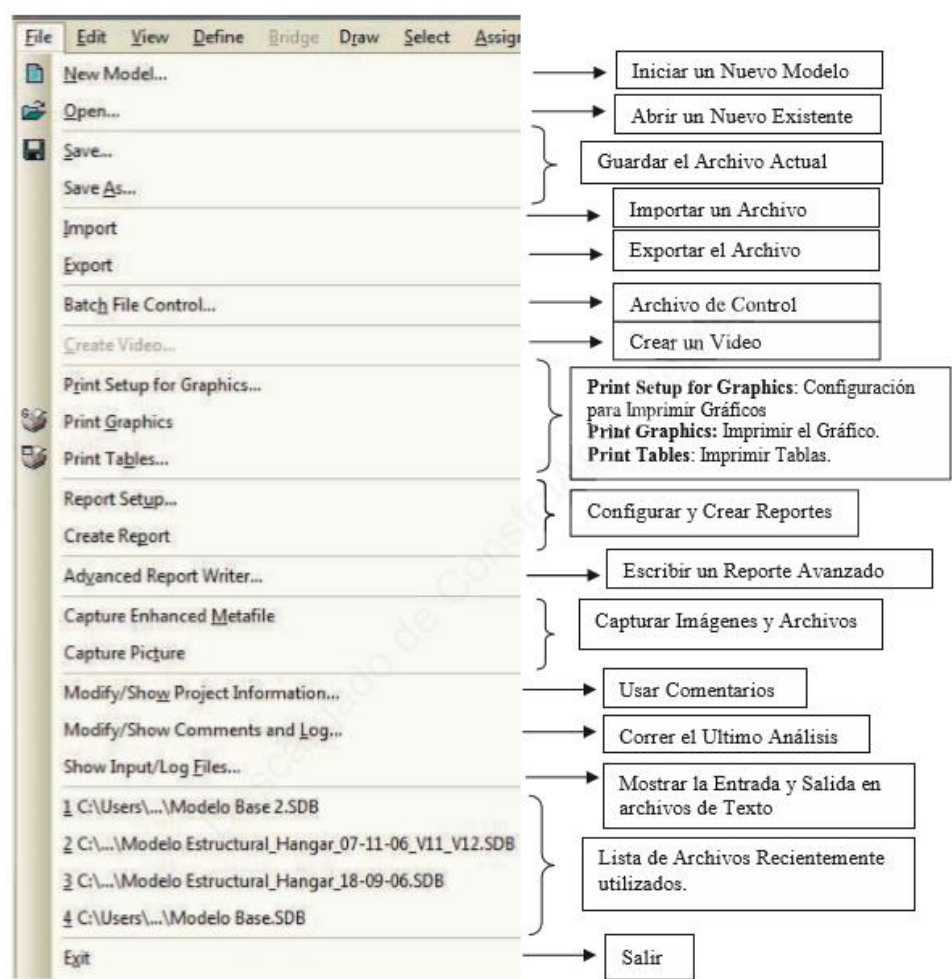 File Edit View Define Bridge Draw Select Assign
New Model...
Iniciar un Nuevo Modelo
Open...
Abrir un Nuevo Existente
Save...
Save As...
Guardar el Archivo Actual
Import
Importar un Archivo
Export
Exportar el Archivo
Batch File Control...
Archivo de Control
Create Video...
Crear un Video
Print Setup for Graphics...
Print Graphics
Print Tables...
Print Setup for Graphics: Configuración
para Imprimir Gráficos
Print Graphics: Imprimir el Gráfico.
Print Tables: Imprimir Tablas.
Report Setup...
Create Report
Configurar y Crear Reportes
Advanced Report Writer...
Escribir un Reporte Avanzado
Capture Enhanced Metafile
Capture Picture
Capturar Imágenes y Archivos
Modify/Show Project Information...
Usar Comentarios
Modify/Show Comments and Log...
Correr el Ultimo Análisis
Show Input/Log Files...
Mostrar la Entrada y Salida en
archivos de Texto
1 C:\Users\...\Modelo Base 2.SDB
2 C:\...\Modelo Estructural_Hangar_07-11-06_V11_V12.SDB
3 C:\...\Modelo Estructural_Hangar_18-09-06.SDB
4 C:\Users\...\Modelo Base.SDB
Lista de Archivos Recientemente
utilizados.
Exit
Salir